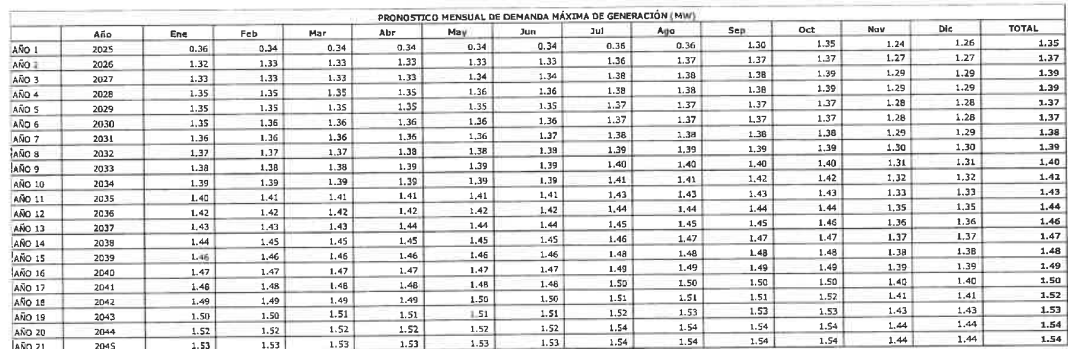 PRONOSTICO MENSUAL DE DEMANDA MÁXIMA DE GENERACIÓN (MW)
Año Ene Feb Mar Abr May Jun Jul Ago Sep Oct Nov Dic TOTAL
AÑO 1 2025 0.36 0.34 0.34 0.34 0.34 0.34 0.36 0.36 1.30 1.35 1.24 1.26 1.35
AÑO 2 2026 1.32 1.33 1.33 1.33 1.33 1.33 1.36 1.37 1.37 1.37 1.27 1.27 1.37
AÑO 3 2027 1.33 1.33 1.33 1.33 1.34 1.34 1.38 1.38 1.38 1.39 1.29 1.29 1.39
AÑO 4 2028 1.35 1.35 1.35 1.35 1.36 1.36 1.38 1.38 1.38 1.39 1.29 1.29 1.39
AÑO 5 2029 1.35 1.35 1.35 1.35 1.35 1.35 1.37 1.37 1.37 1.37 1.28 1.28 1.37
AÑO 6 2030 1.35 1.36 1.36 1.36 1.36 1.36 1.37 1.37 1.37 1.37 1.28 1.28 1.37
AÑO 7 2031 1.36 1.36 1.36 1.36 1.36 1.37 1.38 1.38 1.38 1.38 1.29 1.29 1.38
AÑO 8 2032 1.37 1.37 1.37 1.38 1.38 1.38 1.39 1.39 1.39 1.39 1.30 1.30 1.39
AÑO 9 2033 1.38 1.38 1.38 1.39 1.39 1.39 1.40 1.40 1.40 1.40 1.31 1.31 1.40
AÑO 10 2034 1.39 1.39 1.39 1.39 1.39 1.39 1.41 1.41 1.42 1.42 1.32 1.32 1.42
AÑO 11 2035 1.40 1.41 1.41 1.41 1.41 1.41 1.43 1.43 1.43 1.43 1.33 1.33 1.43
AÑO 12 2036 1.42 1.42 1.42 1.42 1.42 1.42 1.44 1.44 1.44 1.44 1.35 1.35 1.44
AÑO 13 2037 1.43 1.43 1.43 1.44 1.44 1.44 1.45 1.45 1.45 1.46 1.36 1.36 1.46
AÑO 14 2038 1.44 1.45 1.45 1.45 1.45 1.45 1.46 1.47 1.47 1.47 1.37 1.37 1.47
AÑO 15 2039 1.46 1.46 1.46 1.46 1.46 1.46 1.48 1.48 1.48 1.48 1.38 1.38 1.48
AÑO 16 2040 1.47 1.47 1.47 1.47 1.47 1.47 1.49 1.49 1.49 1.49 1.39 1.39 1.49
AÑO 17 2041 1.48 1.48 1.48 1.48 1.48 1.48 1.50 1.50 1.50 1.50 1.40 1.40 1.50
AÑO 18 2042 1.49 1.49 1.49 1.49 1.50 1.50 1.51 1.51 1.51 1.52 1.41 1.41 1.52
AÑO 19 2043 1.50 1.50 1.51 1.51 1.51 1.51 1.52 1.53 1.53 1.53 1.43 1.43 1.53
AÑO 20 2044 1.52 1.52 1.52 1.52 1.52 1.52 1.54 1.54 1.54 1.54 1.44 1.44 1.54
AÑO 21 2045 1.53 1.53 1.53 1.53 1.53 1.53 1.54 1.54 1.54 1.54 1.44 1.44 1.54